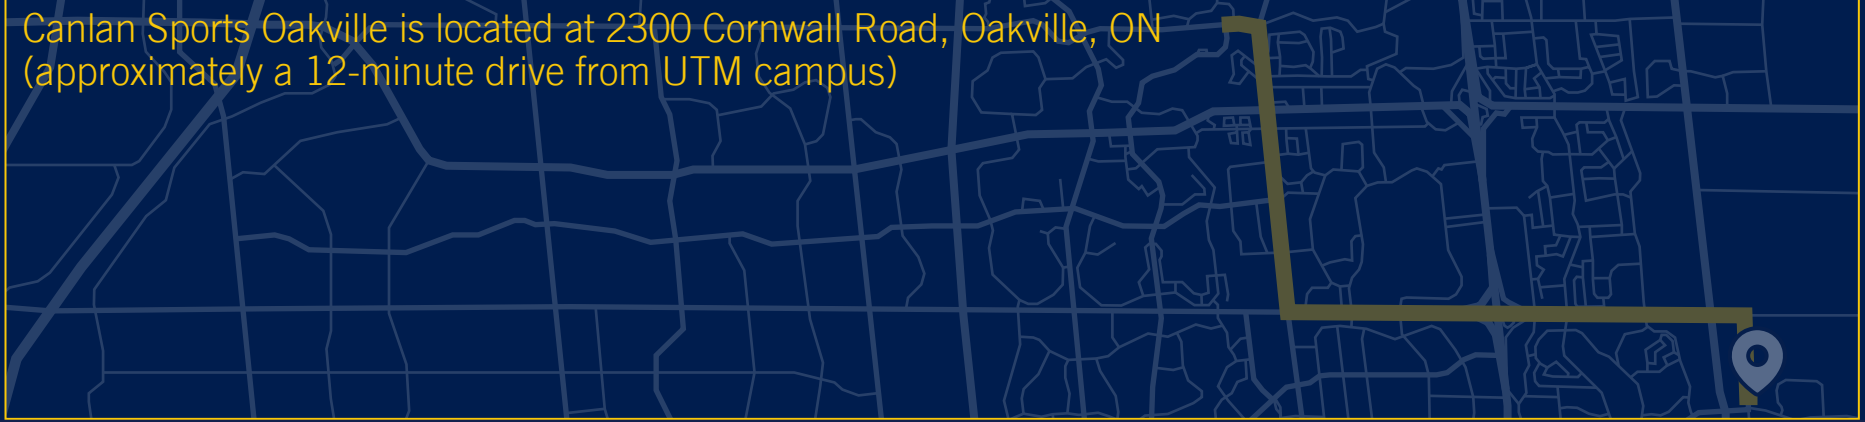 Canlan Sports Oakville is located at 2300 Cornwall Road, Oakville, ON
(approximately a 12-minute drive from UTM campus)